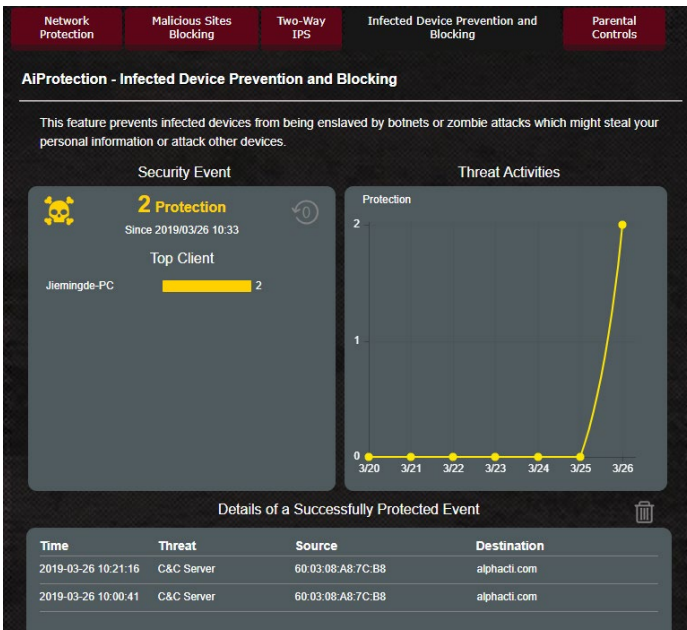 Network Protection
Malicious Sites Blocking
Two-Way IPS
Infected Device Prevention and Blocking
Parental Controls
AiProtection - Infected Device Prevention and Blocking
This feature prevents infected devices from being enslaved by botnets or zombie attacks which might steal your
personal information or attack other devices.
Security Event
2 Protection
0
Since 2019/03/26 10:33
Top Client
Jiemingde-PC 2
Threat Activities
Protection
2
1
0
3/20 3/21 3/22 3/23 3/24 3/25 3/26
Details of a Successfully Protected Event
Time Threat Source Destination
2019-03-26 10:21:16 C&C Server 60:03:08:A8:7C:B8 alphacti.com
2019-03-26 10:00:41 C&C Server 60:03:08:A8:7C:B8 alphacti.com